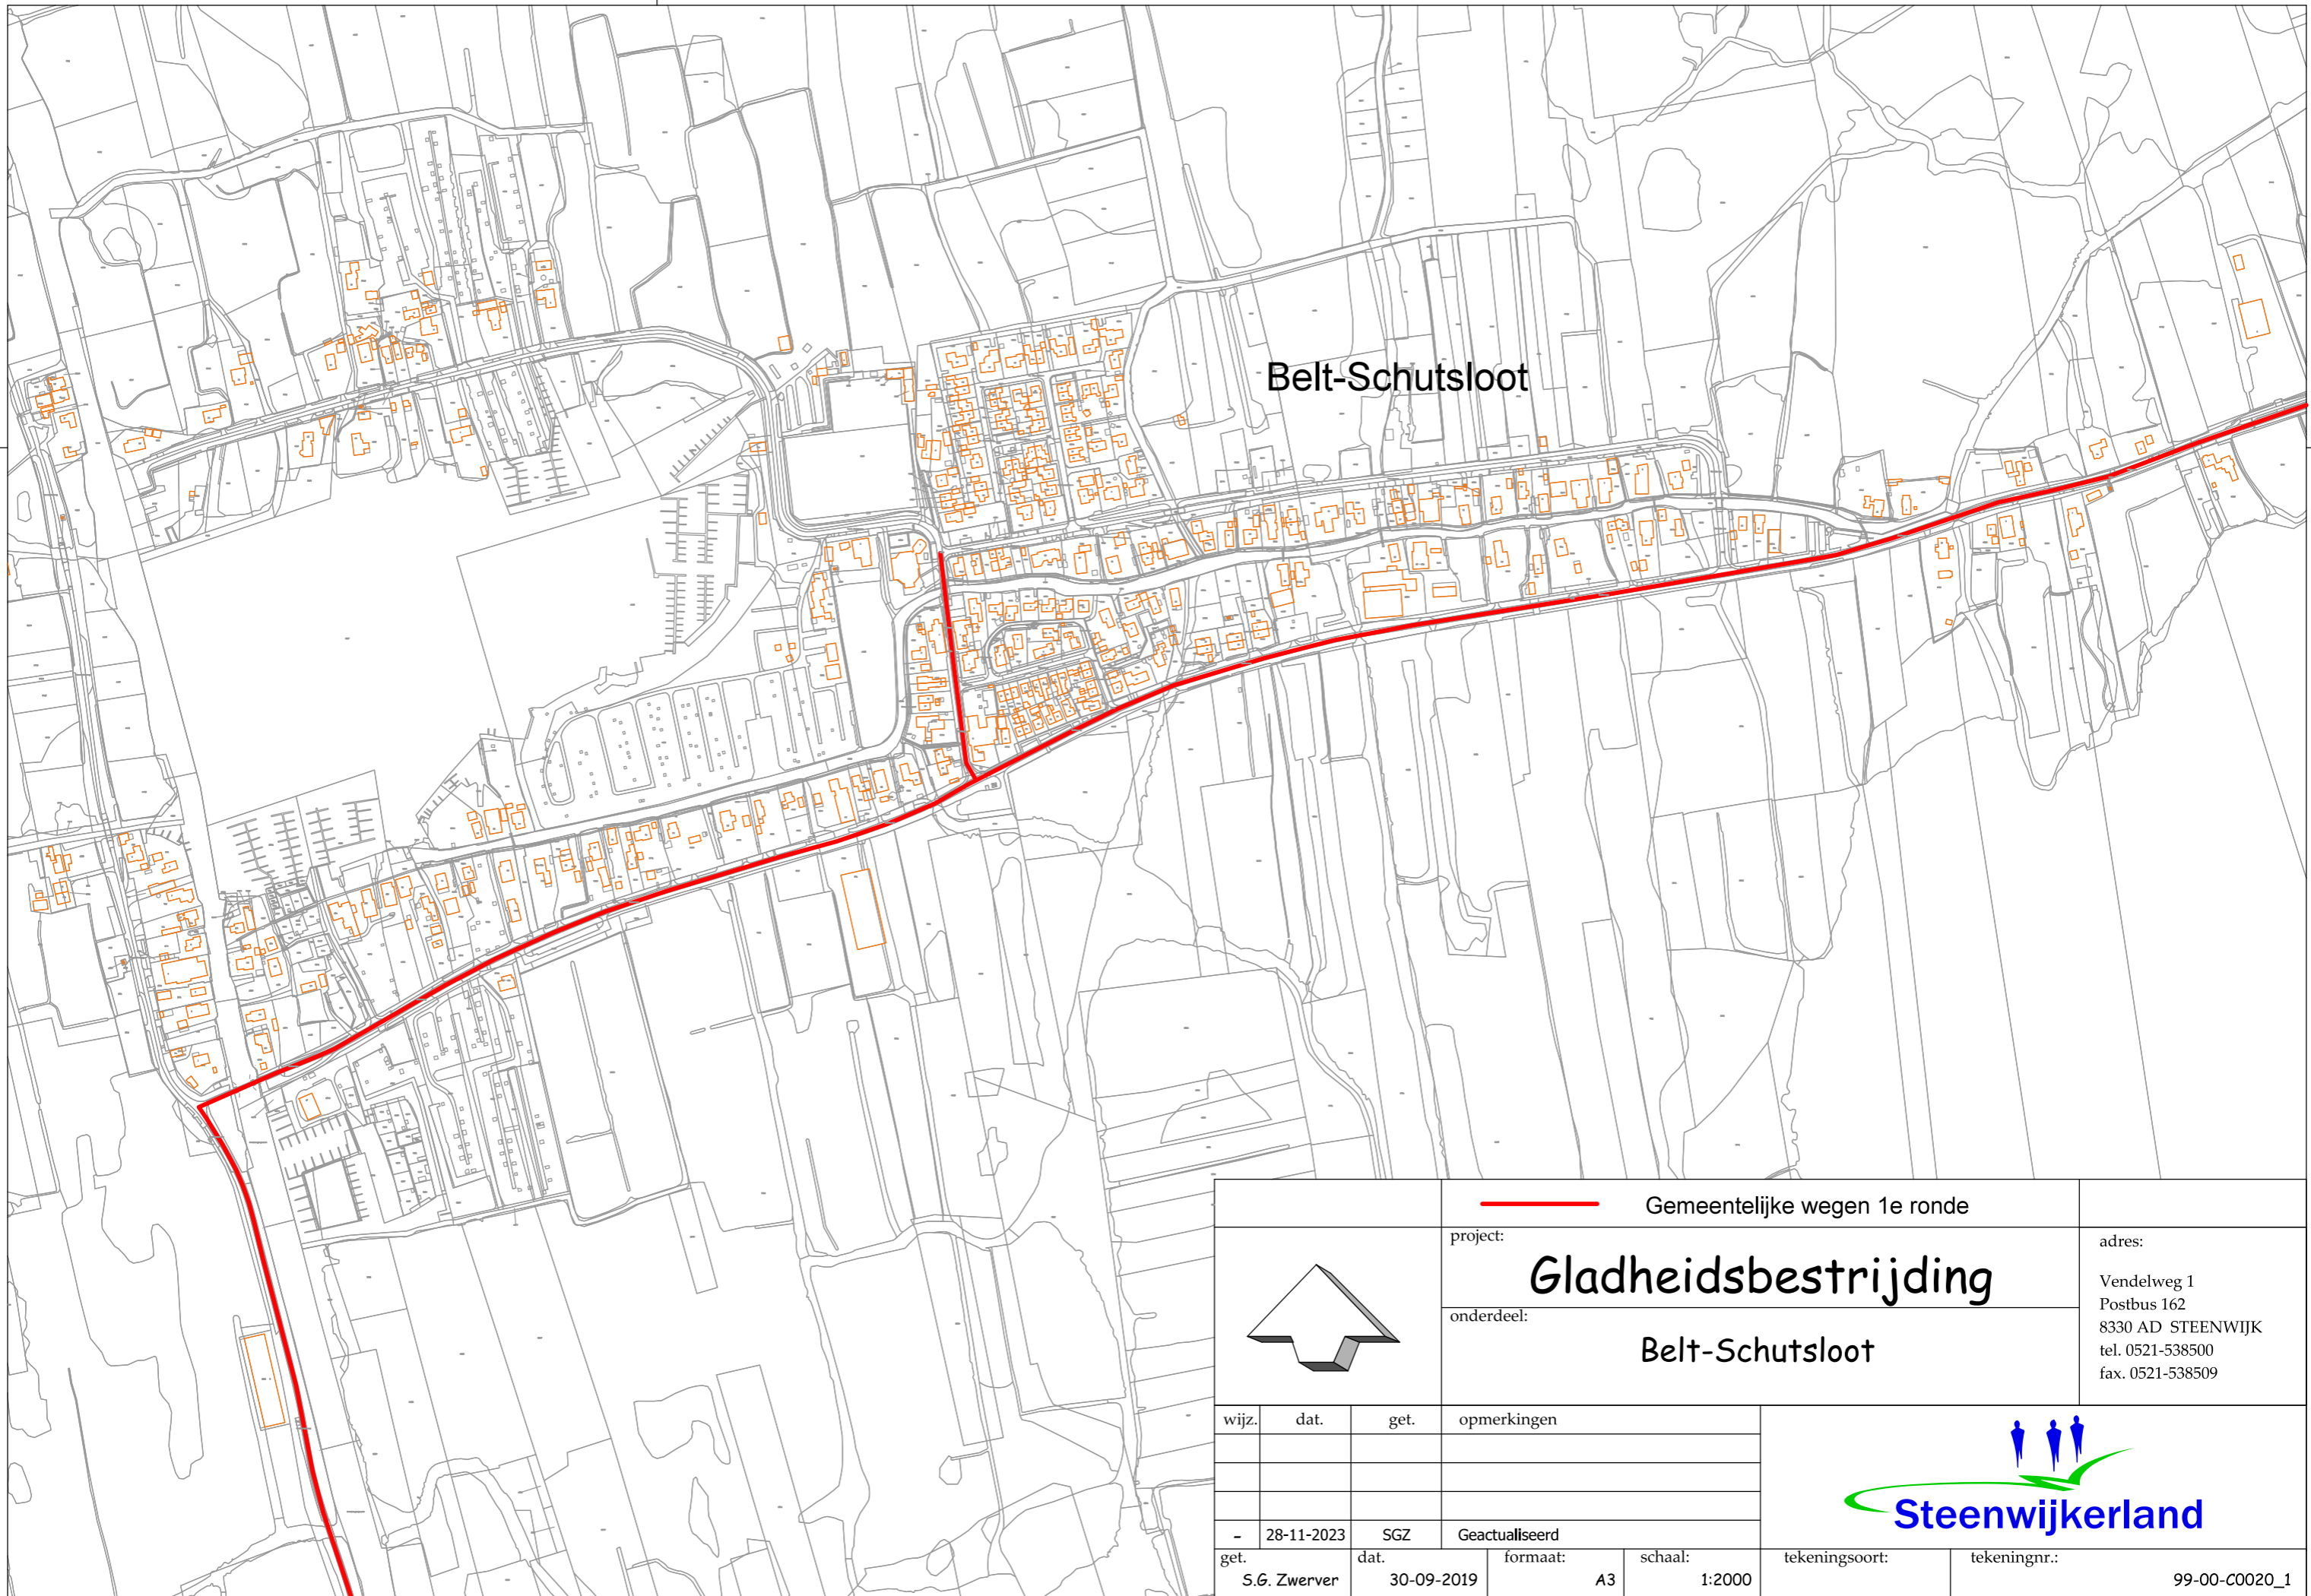 Belt-Schutsloot
Gemeentelijke wegen 1e ronde
project:
Gladheidsbestrijding
onderdeel:
Belt-Schutsloot
adres:
Vendelweg 1
Postbus 162
8330 AD STEENWIJK
tel. 0521-538500
fax. 0521-538509
wijz. dat. get. opmerkingen
- 28-11-2023 SGZ Geactualiseerd
Steenwijkerland
get. dat. formaat: schaal: tekeningsoort: tekeningnr.:
S.G. Zwerver 30-09-2019 A3 1:2000 99-00-C0020_1